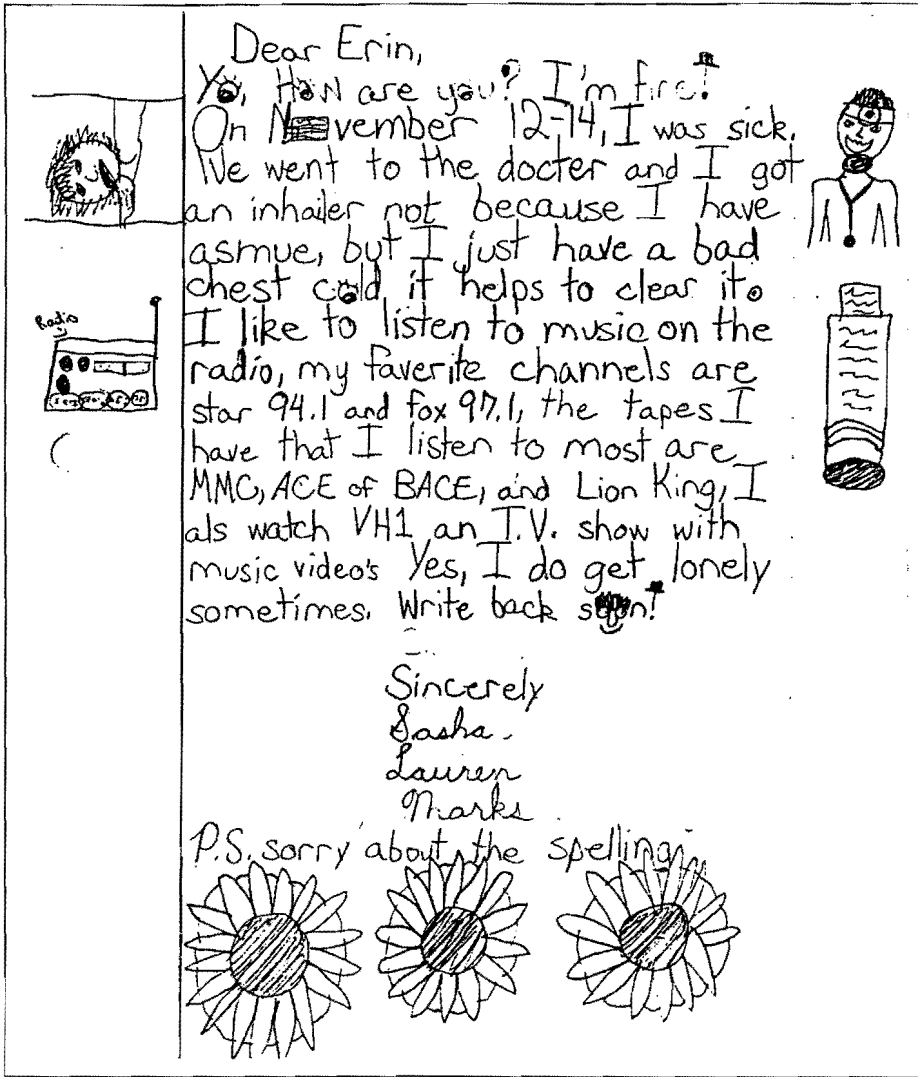 Dear Erin,
Yo, How are you? I'm fine!
On November 12-14, I was sick.
We went to the docter and I got
an inhailer not because I have
asmue, but I just have a bad
chest cold it helps to clear it.
Radio
I like to listen to music on the
radio, my faverite channels are
star 94.1 and fox 97.1, the tapes I
have that I listen to most are
MMC, ACE of BACE, and Lion King, I
als watch VH1 an T.V. show with
music video's Yes, I do get lonely
sometimes. Write back soon!
Sincerely
Sasha
Lauren
Marks
P.S. sorry about the spelling